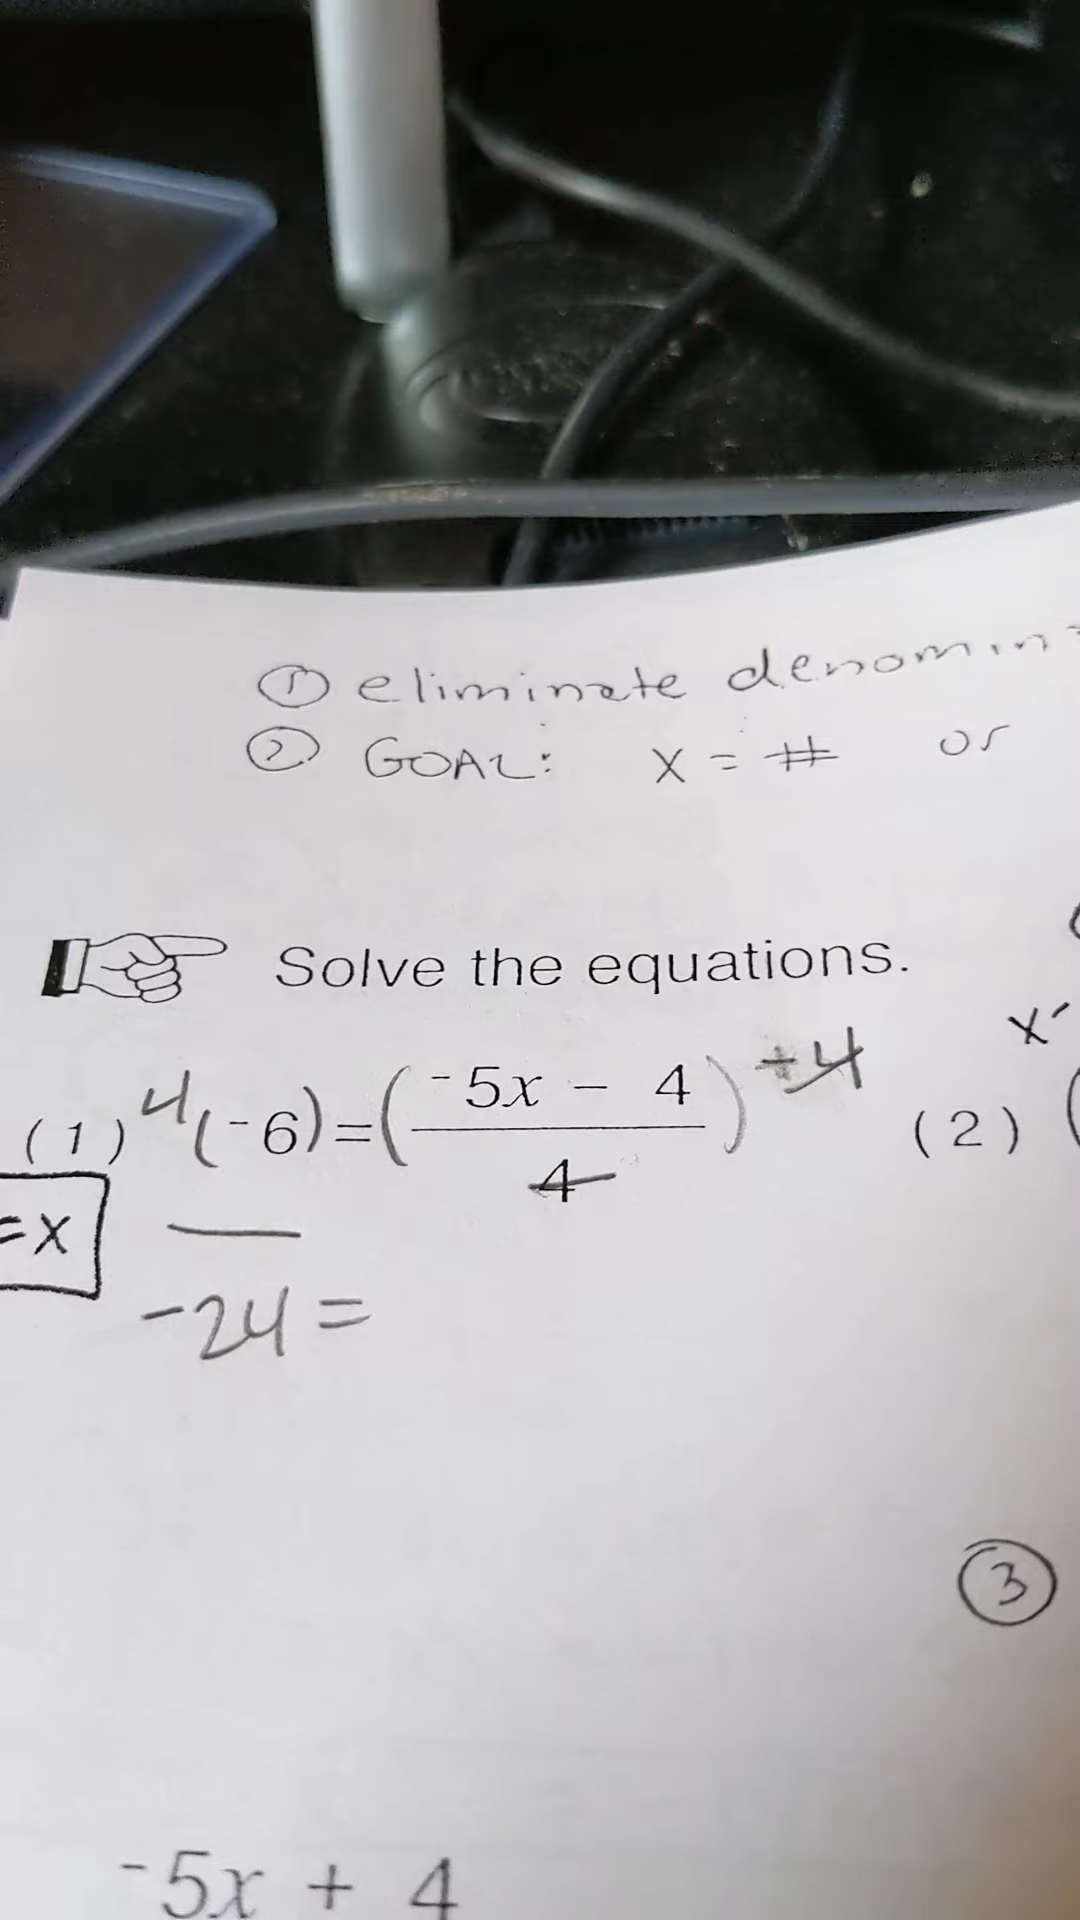 ① eliminate denomin
② GOAL: x = # or
Solve the equations.
(1) 4(-6)=(⁻5x − 4 / 4) 4 (2) (
=x
-24 =
③
⁻5x + 4